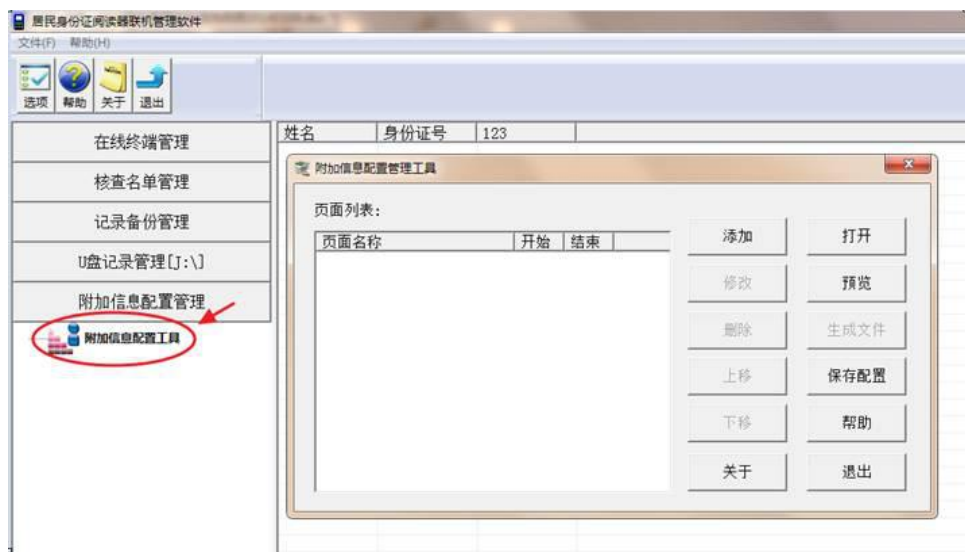 居民身份证阅读器联机管理软件
文件(F) 帮助(H)
选项 帮助 关于 退出
在线终端管理
核查名单管理
记录备份管理
U盘记录管理[J:\]
附加信息配置管理
附加信息配置工具
姓名 身份证号 123
附加信息配置管理工具
页面列表:
页面名称 开始 结束
添加 打开
修改 预览
删除 生成文件
上移 保存配置
下移 帮助
关于 退出